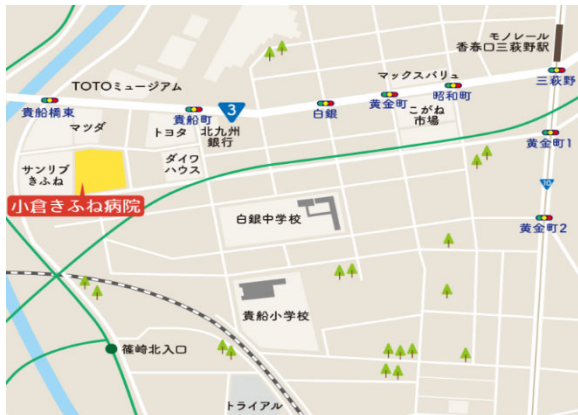 モノレール
香春口三萩野駅
TOTOミュージアム
マックスバリュ
三萩野
貴船橋東
マツダ
貴船町
トヨタ
3
北九州
銀行
白銀
黄金町
昭和町
こがね
市場
黄金町1
サンリブ
きふね
ダイワ
ハウス
小倉きふね病院
10
白銀中学校
黄金町2
貴船小学校
篠崎北入口
トライアル